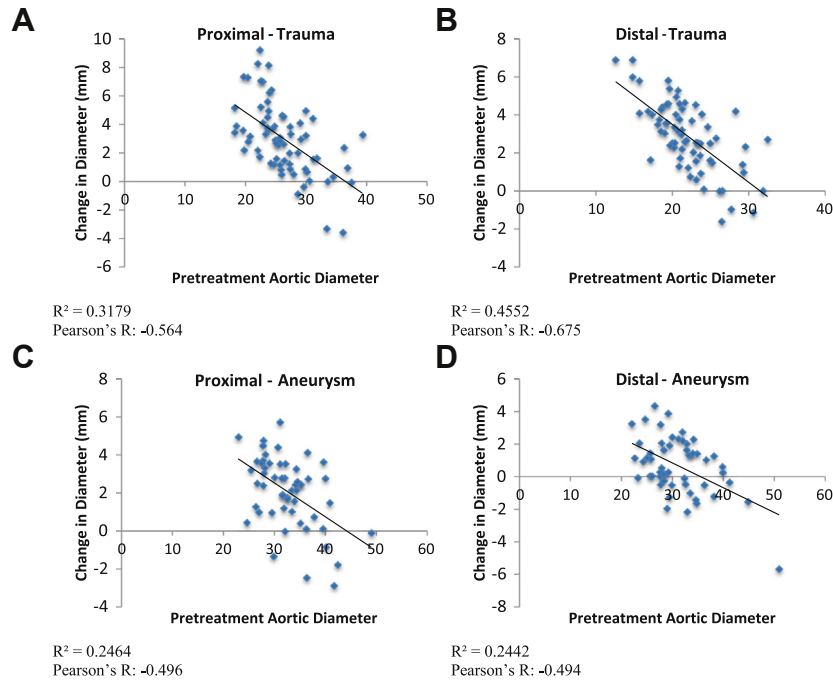 A
Proximal - Trauma
Change in Diameter (mm)
10
8
6
4
2
0
-2
-4
-6
0 10 20 30 40 50
Pretreatment Aortic Diameter
R² = 0.3179
Pearson's R: -0.564
B
Distal -Trauma
Change in Diameter (mm)
8
6
4
2
0
-2
-4
0 10 20 30 40
Pretreatment Aortic Diameter
R² = 0.4552
Pearson's R: -0.675
C
Proximal - Aneurysm
Change in Diameter (mm)
8
6
4
2
0
-2
-4
0 10 20 30 40 50 60
Pretreatment Aortic Diameter
R² = 0.2464
Pearson's R: -0.496
D
Distal - Aneurysm
Change in Diameter (mm)
6
4
2
0
-2
-4
-6
-8
0 10 20 30 40 50 60
Pretreatment Aortic Diameter
R² = 0.2442
Pearson's R: -0.494